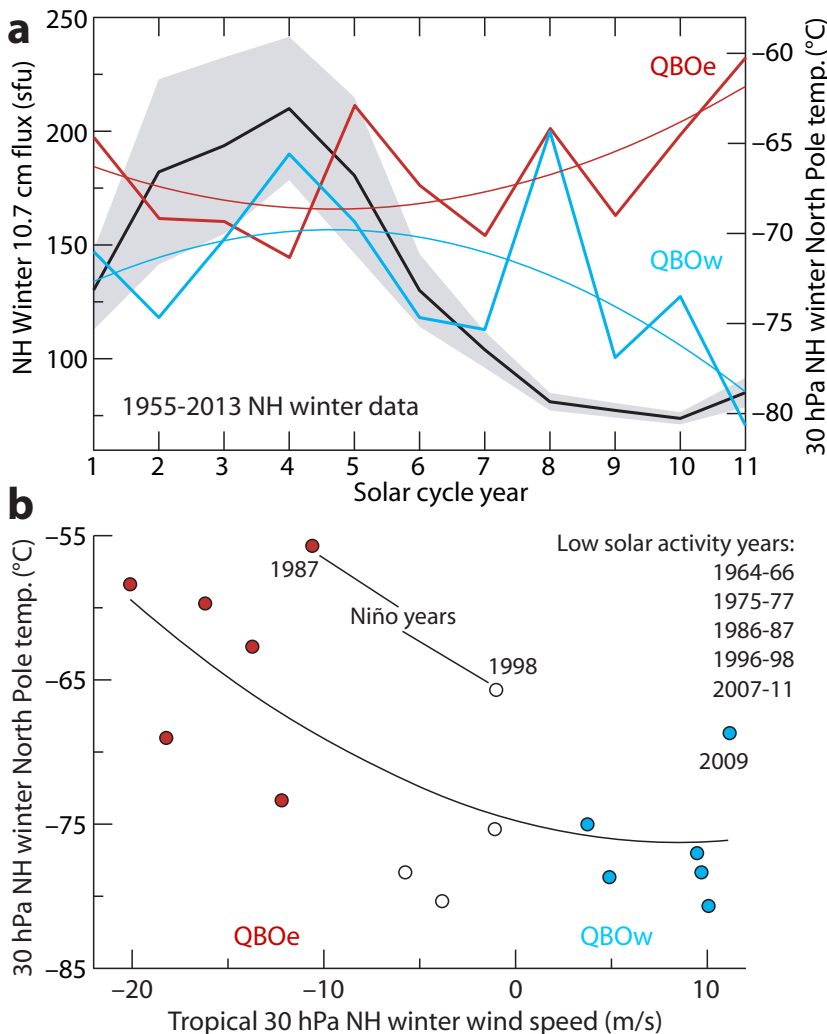 a
250
200
150
100
NH Winter 10.7 cm flux (sfu)
QBOe
QBOw
1955-2013 NH winter data
−60
−65
−70
−75
−80
30 hPa NH winter North Pole temp. (°C)
1 2 3 4 5 6 7 8 9 10 11
Solar cycle year
b
−55
−65
−75
−85
30 hPa NH winter North Pole temp. (°C)
1987
Niño years
1998
Low solar activity years:
1964-66
1975-77
1986-87
1996-98
2007-11
2009
QBOe
QBOw
−20 −10 0 10
Tropical 30 hPa NH winter wind speed (m/s)